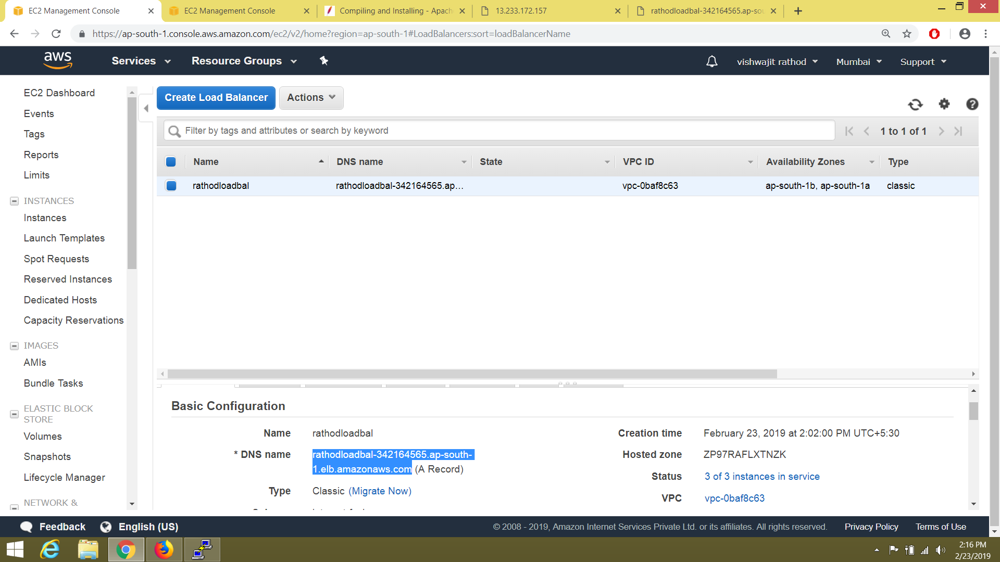 EC2 Management Console
EC2 Management Console
Compiling and Installing - Apach
13.233.172.157
rathodloadbal-342164565.ap-sou
https://ap-south-1.console.aws.amazon.com/ec2/v2/home?region=ap-south-1#LoadBalancers:sort=loadBalancerName
aws
Services
Resource Groups
vishwajit rathod
Mumbai
Support
EC2 Dashboard
Events
Tags
Reports
Limits
INSTANCES
Instances
Launch Templates
Spot Requests
Reserved Instances
Dedicated Hosts
Capacity Reservations
IMAGES
AMIs
Bundle Tasks
ELASTIC BLOCK
STORE
Volumes
Snapshots
Lifecycle Manager
NETWORK &
Create Load Balancer
Actions
Filter by tags and attributes or search by keyword
1 to 1 of 1
Name
DNS name
State
VPC ID
Availability Zones
Type
rathodloadbal
rathodloadbal-342164565.ap...
vpc-0baf8c63
ap-south-1b, ap-south-1a
classic
Basic Configuration
Name
rathodloadbal
* DNS name
rathodloadbal-342164565.ap-south-
1.elb.amazonaws.com (A Record)
Type
Classic (Migrate Now)
Creation time
February 23, 2019 at 2:02:00 PM UTC+5:30
Hosted zone
ZP97RAFLXTNZK
Status
3 of 3 instances in service
VPC
vpc-0baf8c63
Feedback
English (US)
© 2008 - 2019, Amazon Internet Services Private Ltd. or its affiliates. All rights reserved.
Privacy Policy
Terms of Use
2:16 PM
2/23/2019